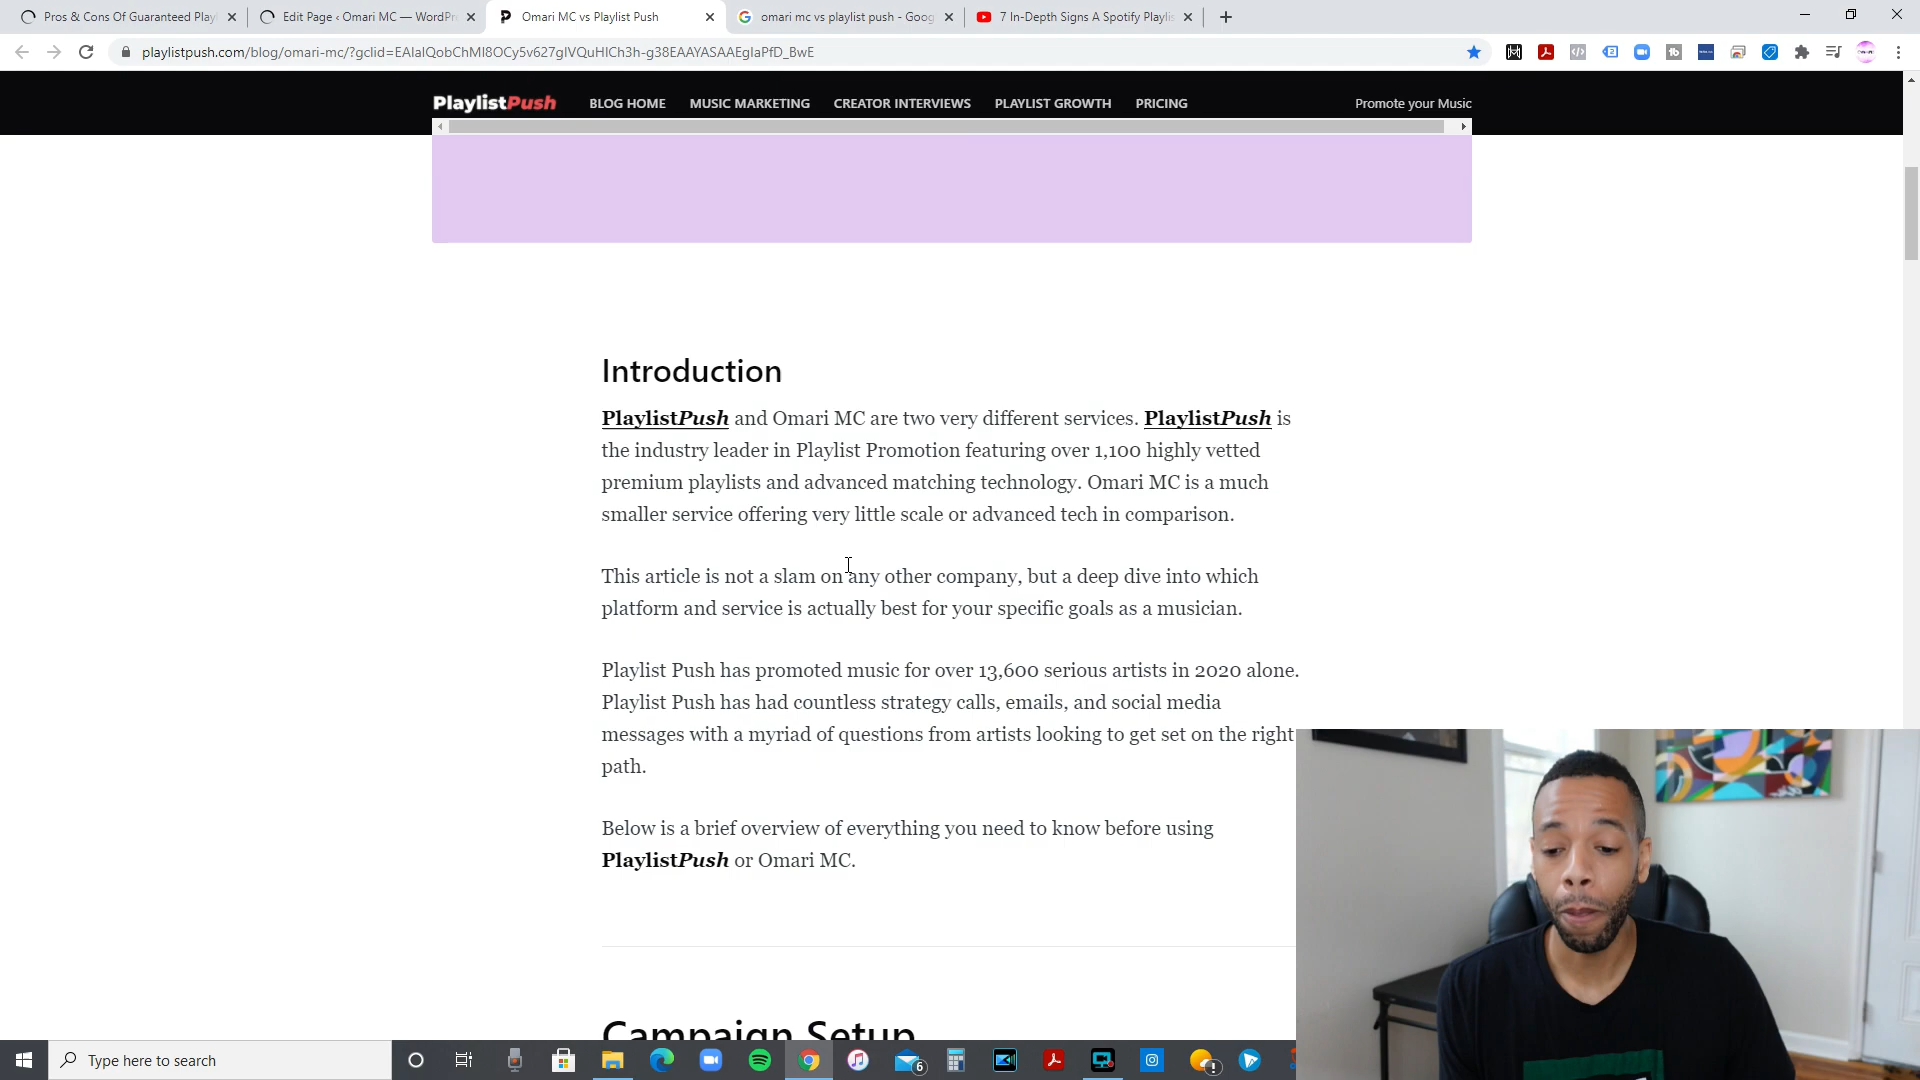 Pros & Cons Of Guaranteed Play
Edit Page ‹ Omari MC — WordPr
Omari MC vs Playlist Push
omari mc vs playlist push - Goog
7 In-Depth Signs A Spotify Playlis
playlistpush.com/blog/omari-mc/?gclid=EAIaIQobChMI8OCy5v627gIVQuHICh3h-g38EAAYASAAEgIaPfD_BwE
PlaylistPush
BLOG HOME
MUSIC MARKETING
CREATOR INTERVIEWS
PLAYLIST GROWTH
PRICING
Promote your Music
Introduction
PlaylistPush and Omari MC are two very different services. PlaylistPush is
the industry leader in Playlist Promotion featuring over 1,100 highly vetted
premium playlists and advanced matching technology. Omari MC is a much
smaller service offering very little scale or advanced tech in comparison.
This article is not a slam on any other company, but a deep dive into which
platform and service is actually best for your specific goals as a musician.
Playlist Push has promoted music for over 13,600 serious artists in 2020 alone.
Playlist Push has had countless strategy calls, emails, and social media
messages with a myriad of questions from artists looking to get set on the right
path.
Below is a brief overview of everything you need to know before using
PlaylistPush or Omari MC.
Campaign Setup
Type here to search
6